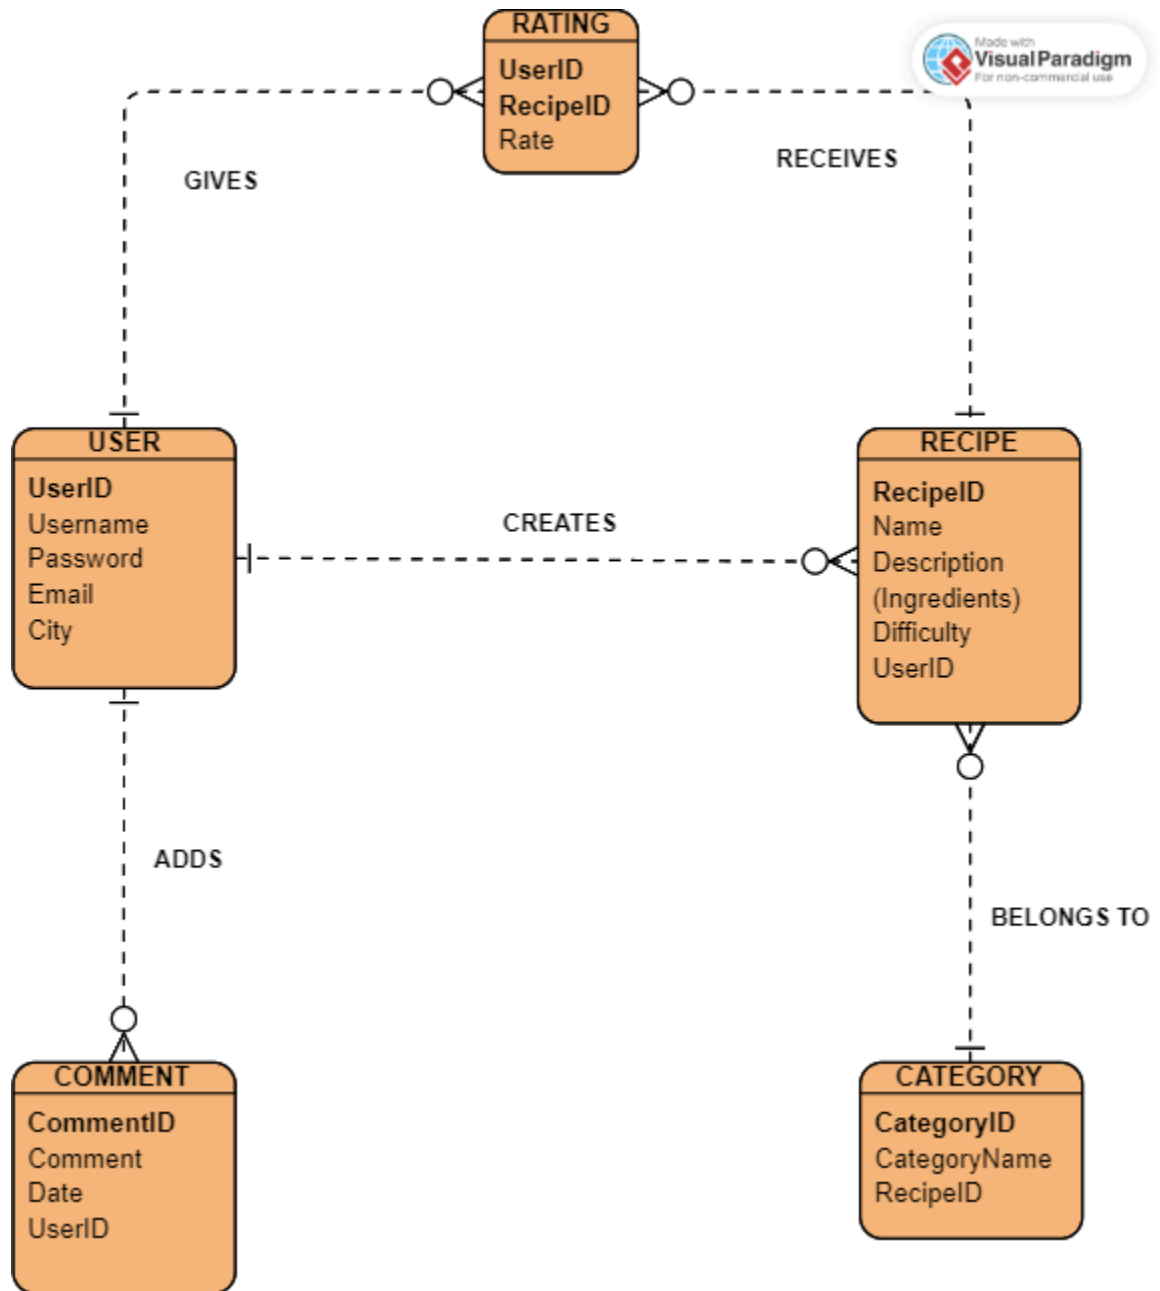 RATING
UserID
RecipeID
Rate
Made with
Visual Paradigm
For non-commercial use
GIVES
RECEIVES
USER
UserID
Username
Password
Email
City
CREATES
RECIPE
RecipeID
Name
Description
(Ingredients)
Difficulty
UserID
ADDS
BELONGS TO
COMMENT
CommentID
Comment
Date
UserID
CATEGORY
CategoryID
CategoryName
RecipeID